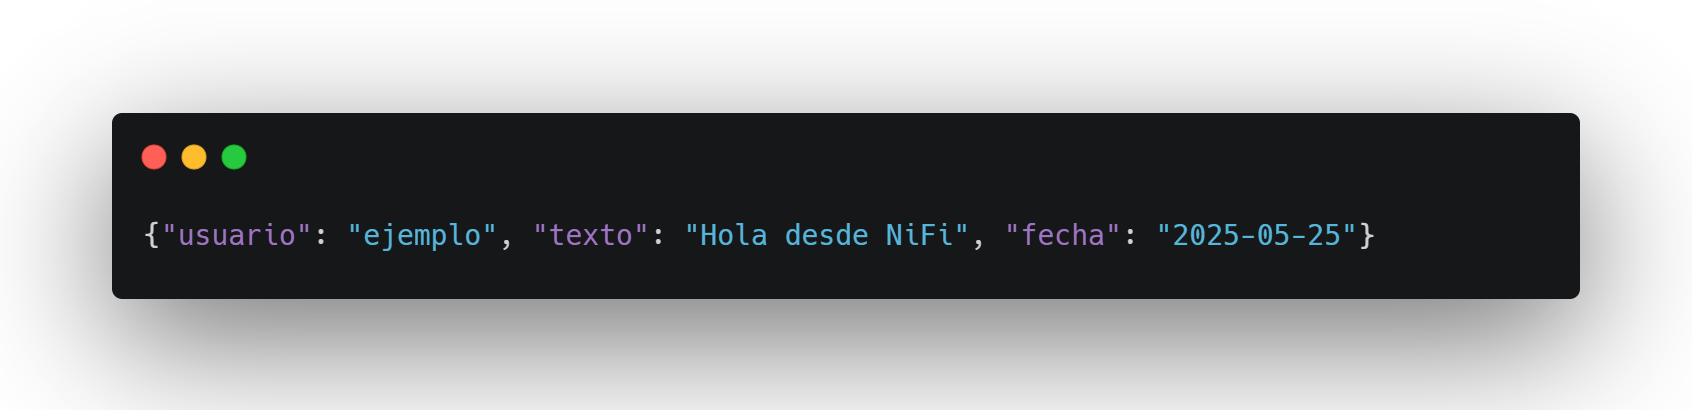 {"usuario": "ejemplo", "texto": "Hola desde NiFi", "fecha": "2025-05-25"}